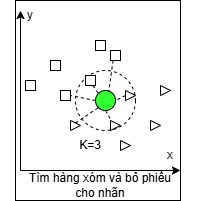 y
K=3
x
Tìm hàng xóm và bỏ phiếu
cho nhãn